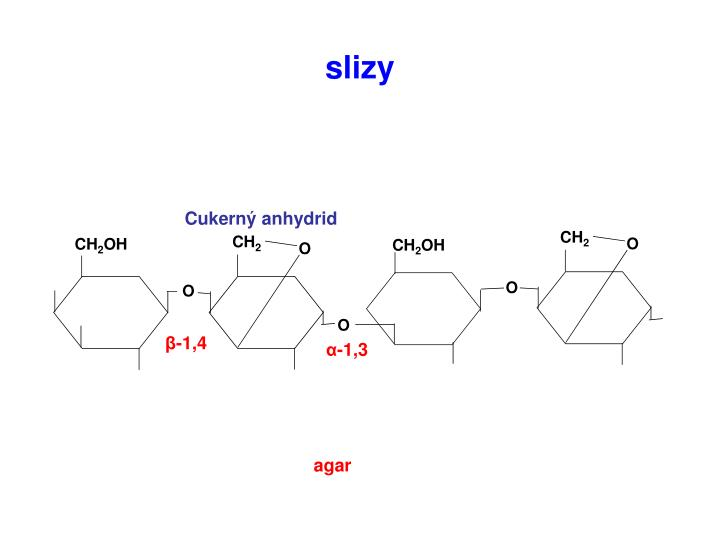 slizy
Cukerný anhydrid
CH₂OH
CH₂
O
CH₂OH
CH₂
O
O
O
O
β-1,4
α-1,3
agar